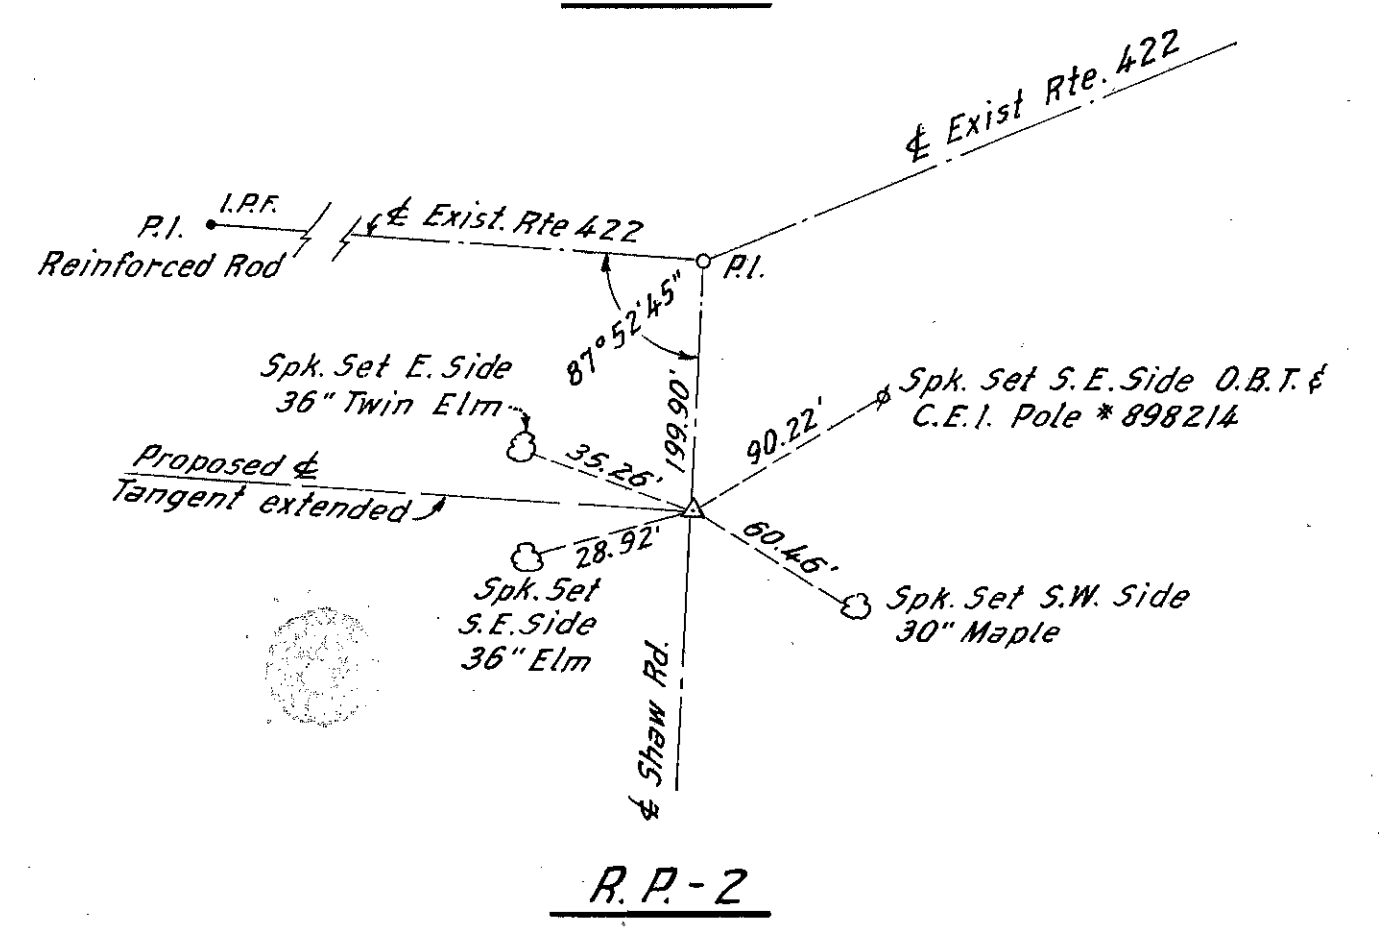 ℄ Exist Rte. 422
I.P.F.
P.I.
Reinforced Rod
℄ Exist. Rte 422
P.I.
87°52'45"
199.60'
Spk. Set E. Side
36" Twin Elm
35.26'
90.22'
Spk. Set S.E. Side O.B.T. &
C.E.I. Pole * 898214
Proposed ℄
Tangent extended
28.92'
60.46'
Spk. Set
S.E. Side
36" Elm
Spk. Set S.W. Side
30" Maple
℄ Shaw Rd.
R.P.-2